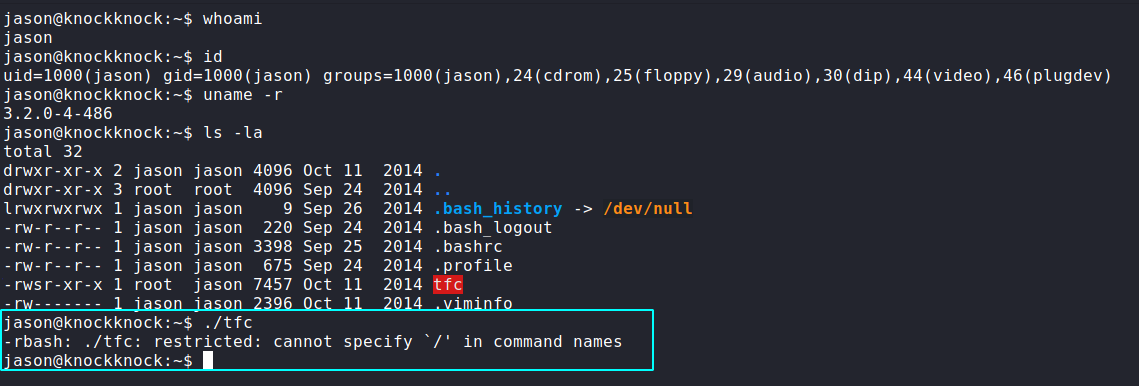 jason@knockknock:~$ whoami
jason
jason@knockknock:~$ id
uid=1000(jason) gid=1000(jason) groups=1000(jason),24(cdrom),25(floppy),29(audio),30(dip),44(video),46(plugdev)
jason@knockknock:~$ uname -r
3.2.0-4-486
jason@knockknock:~$ ls -la
total 32
drwxr-xr-x 2 jason jason 4096 Oct 11  2014 .
drwxr-xr-x 3 root  root  4096 Sep 24  2014 ..
lrwxrwxrwx 1 jason jason    9 Sep 26  2014 .bash_history -> /dev/null
-rw-r--r-- 1 jason jason  220 Sep 24  2014 .bash_logout
-rw-r--r-- 1 jason jason 3398 Sep 25  2014 .bashrc
-rw-r--r-- 1 jason jason  675 Sep 24  2014 .profile
-rwsr-xr-x 1 root  jason 7457 Oct 11  2014 tfc
-rw------- 1 jason jason 2396 Oct 11  2014 .viminfo
jason@knockknock:~$ ./tfc
-rbash: ./tfc: restricted: cannot specify `/' in command names
jason@knockknock:~$